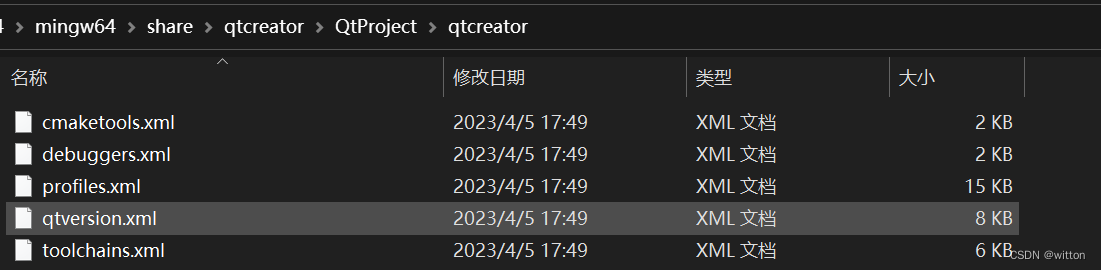 4 > mingw64 > share > qtcreator > QtProject > qtcreator
名称 修改日期 类型 大小
cmaketools.xml 2023/4/5 17:49 XML 文档 2 KB
debuggers.xml 2023/4/5 17:49 XML 文档 2 KB
profiles.xml 2023/4/5 17:49 XML 文档 15 KB
qtversion.xml 2023/4/5 17:49 XML 文档 8 KB
toolchains.xml 2023/4/5 17:49 XML 文档 6 KB
CSDN @witton